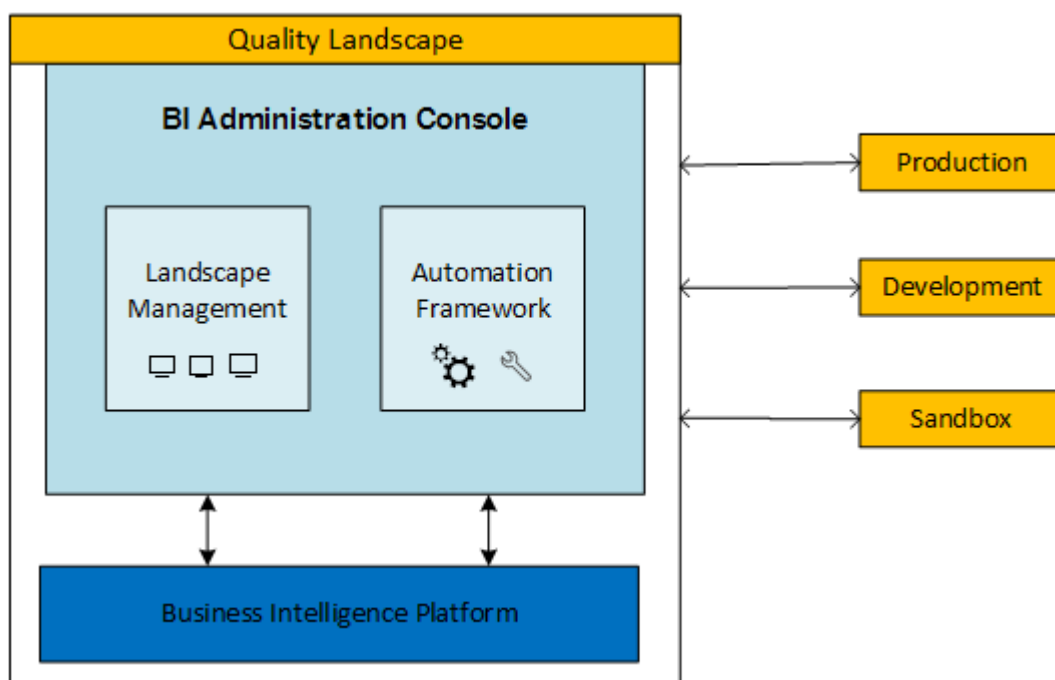 Quality Landscape
BI Administration Console
Landscape
Management
Automation
Framework
Business Intelligence Platform
Production
Development
Sandbox